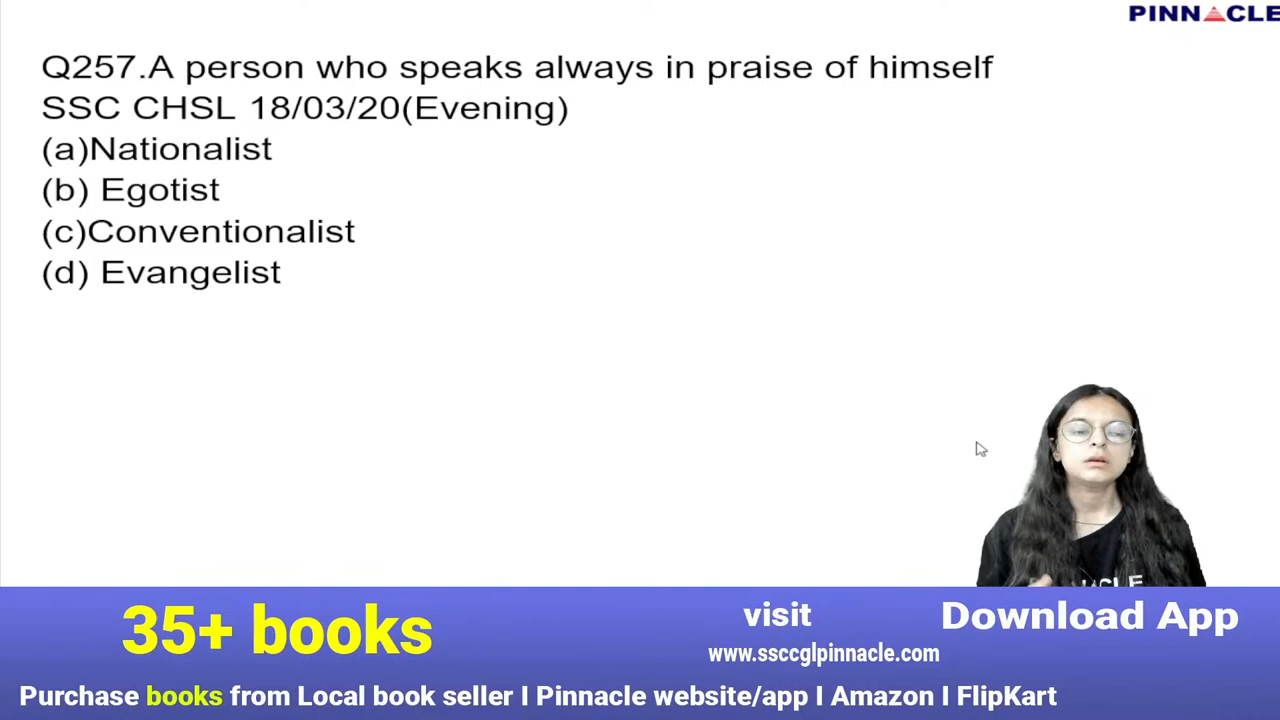 PINNACLE
Q257.A person who speaks always in praise of himself
SSC CHSL 18/03/20(Evening)
(a)Nationalist
(b) Egotist
(c)Conventionalist
(d) Evangelist
35+ books
visit
www.ssccglpinnacle.com
Download App
Purchase books from Local book seller I Pinnacle website/app I Amazon I FlipKart